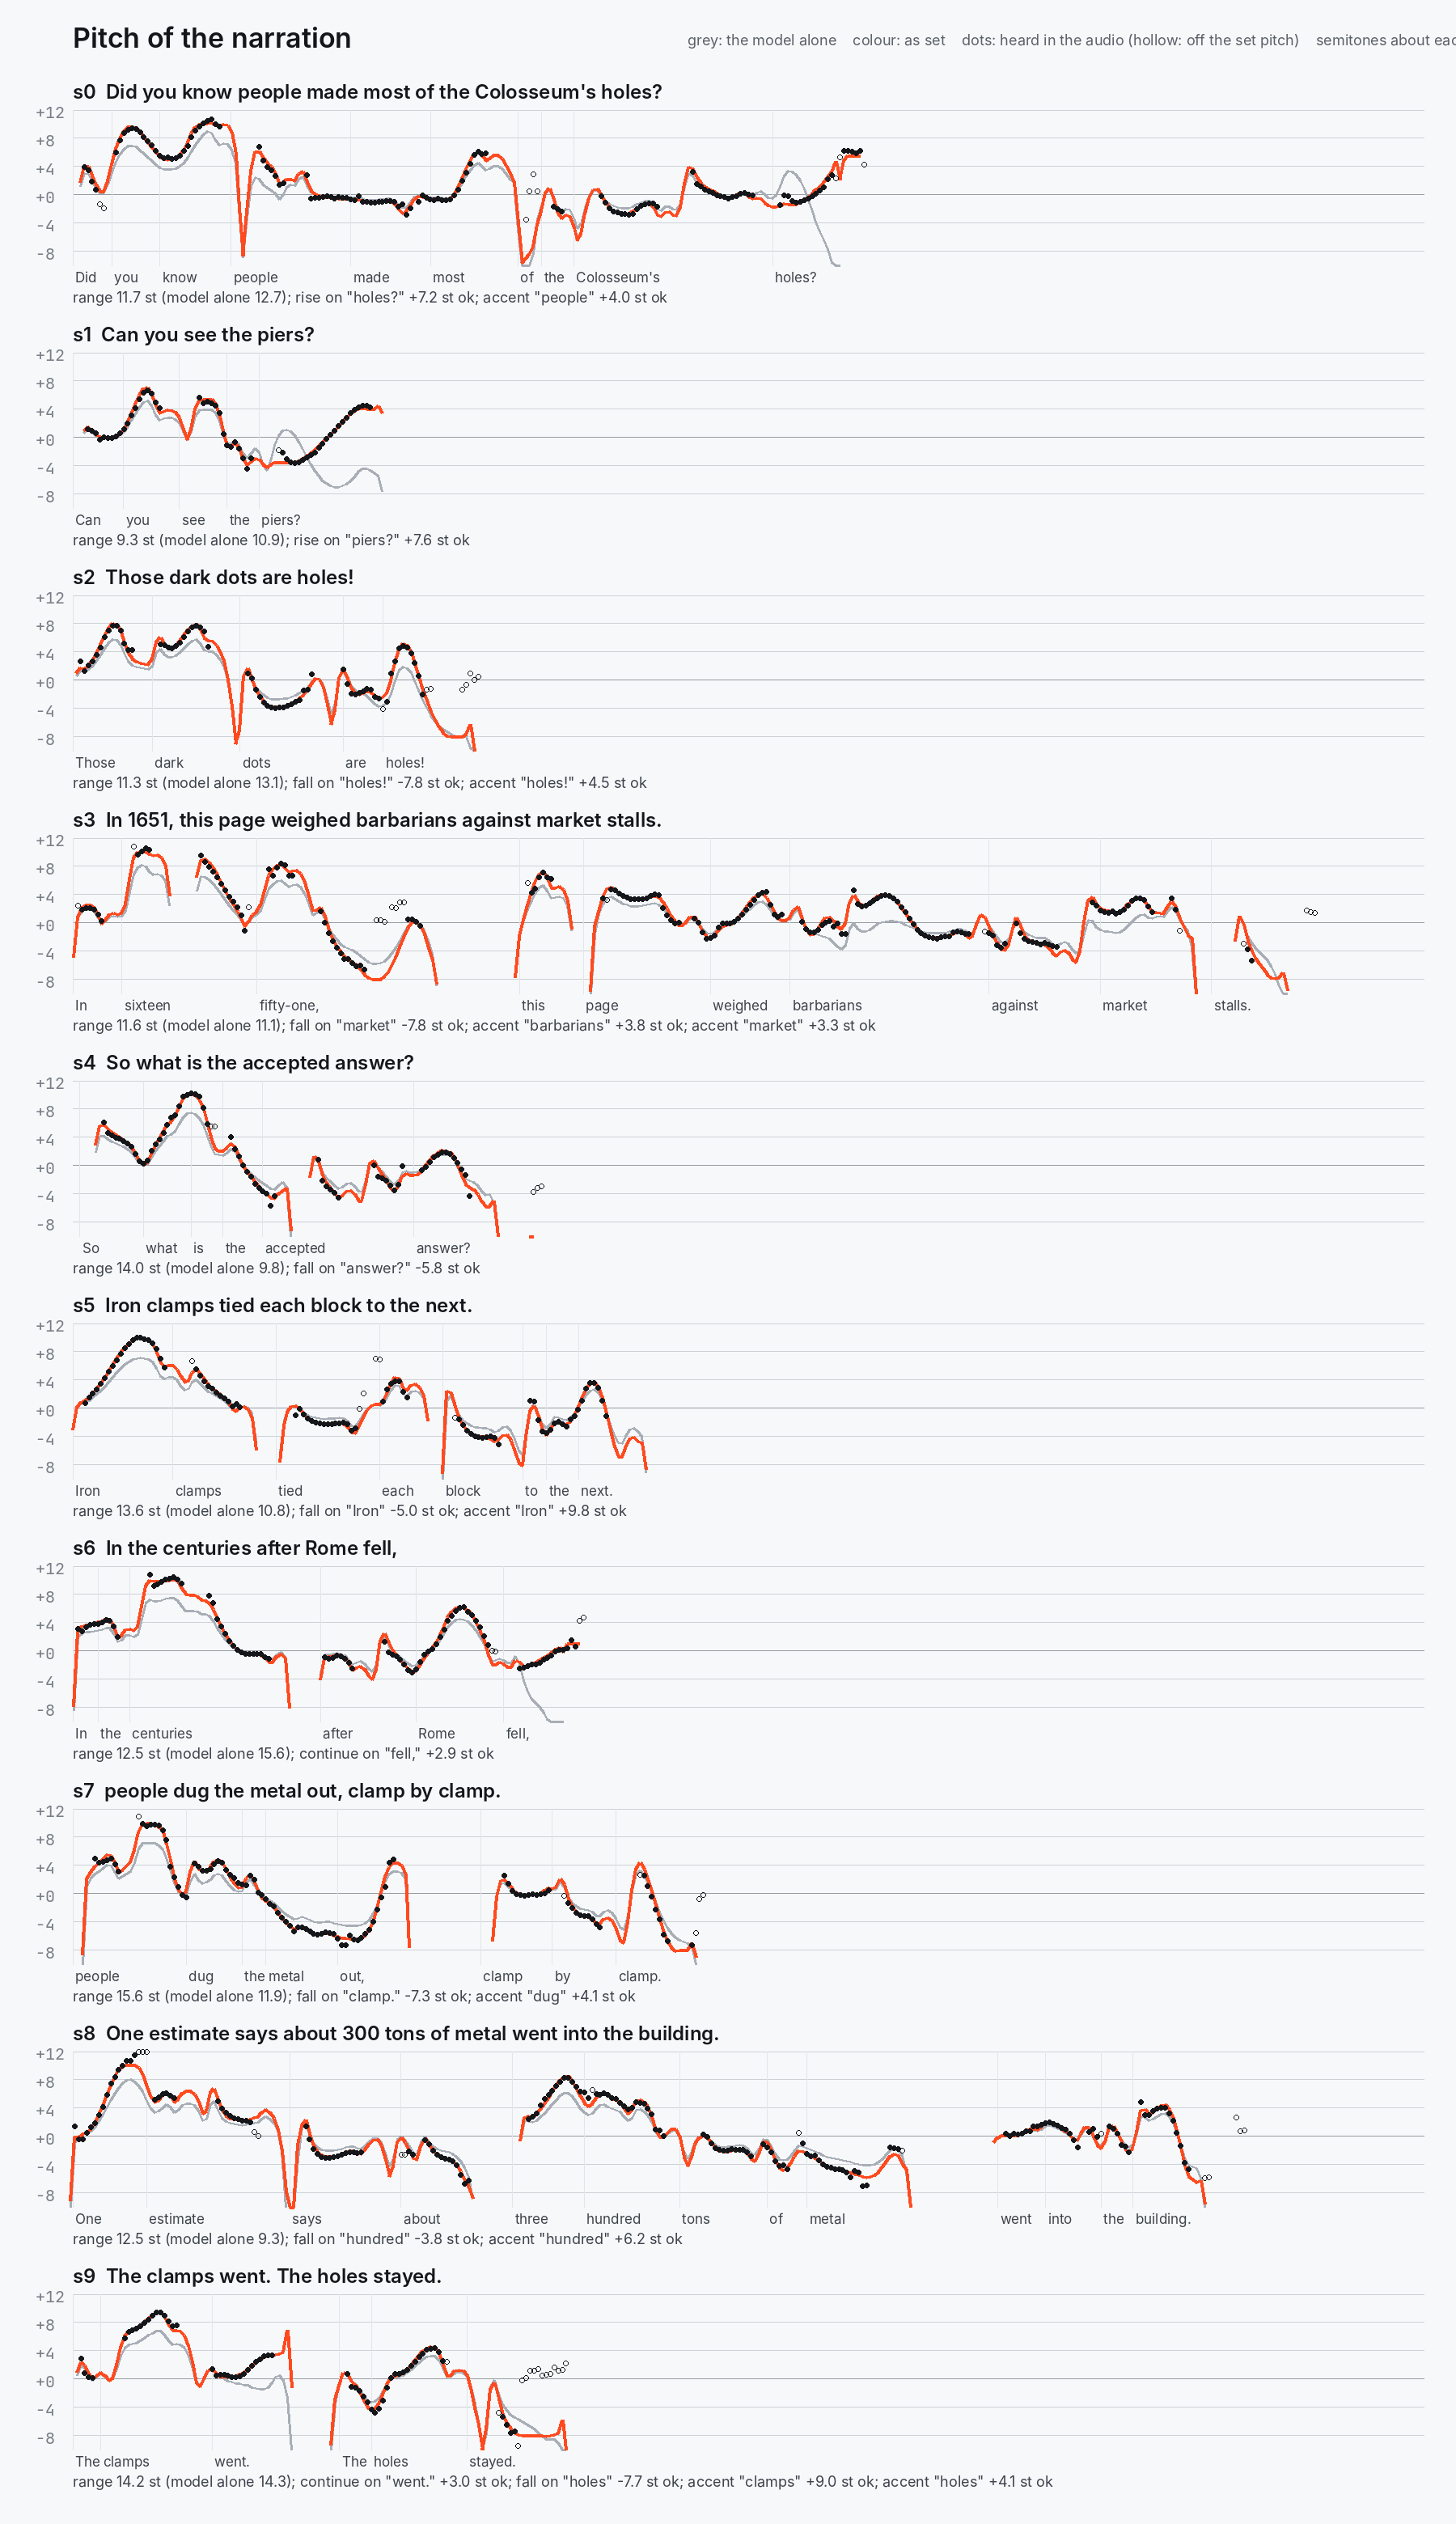 Pitch of the narration
grey: the model alone colour: as set dots: heard in the audio (hollow: off the set pitch) semitones about eac
s0 Did you know people made most of the Colosseum's holes?
+12
+8
+4
+0
-4
-8
Did you know people made most of the Colosseum's holes?
range 11.7 st (model alone 12.7); rise on "holes?" +7.2 st ok; accent "people" +4.0 st ok
s1 Can you see the piers?
+12
+8
+4
+0
-4
-8
Can you see the piers?
range 9.3 st (model alone 10.9); rise on "piers?" +7.6 st ok
s2 Those dark dots are holes!
+12
+8
+4
+0
-4
-8
Those dark dots are holes!
range 11.3 st (model alone 13.1); fall on "holes!" -7.8 st ok; accent "holes!" +4.5 st ok
s3 In 1651, this page weighed barbarians against market stalls.
+12
+8
+4
+0
-4
-8
In sixteen fifty-one, this page weighed barbarians against market stalls.
range 11.6 st (model alone 11.1); fall on "market" -7.8 st ok; accent "barbarians" +3.8 st ok; accent "market" +3.3 st ok
s4 So what is the accepted answer?
+12
+8
+4
+0
-4
-8
So what is the accepted answer?
range 14.0 st (model alone 9.8); fall on "answer?" -5.8 st ok
s5 Iron clamps tied each block to the next.
+12
+8
+4
+0
-4
-8
Iron clamps tied each block to the next.
range 13.6 st (model alone 10.8); fall on "Iron" -5.0 st ok; accent "Iron" +9.8 st ok
s6 In the centuries after Rome fell,
+12
+8
+4
+0
-4
-8
In the centuries after Rome fell,
range 12.5 st (model alone 15.6); continue on "fell," +2.9 st ok
s7 people dug the metal out, clamp by clamp.
+12
+8
+4
+0
-4
-8
people dug the metal out, clamp by clamp.
range 15.6 st (model alone 11.9); fall on "clamp." -7.3 st ok; accent "dug" +4.1 st ok
s8 One estimate says about 300 tons of metal went into the building.
+12
+8
+4
+0
-4
-8
One estimate says about three hundred tons of metal went into the building.
range 12.5 st (model alone 9.3); fall on "hundred" -3.8 st ok; accent "hundred" +6.2 st ok
s9 The clamps went. The holes stayed.
+12
+8
+4
+0
-4
-8
The clamps went. The holes stayed.
range 14.2 st (model alone 14.3); continue on "went." +3.0 st ok; fall on "holes" -7.7 st ok; accent "clamps" +9.0 st ok; accent "holes" +4.1 st ok